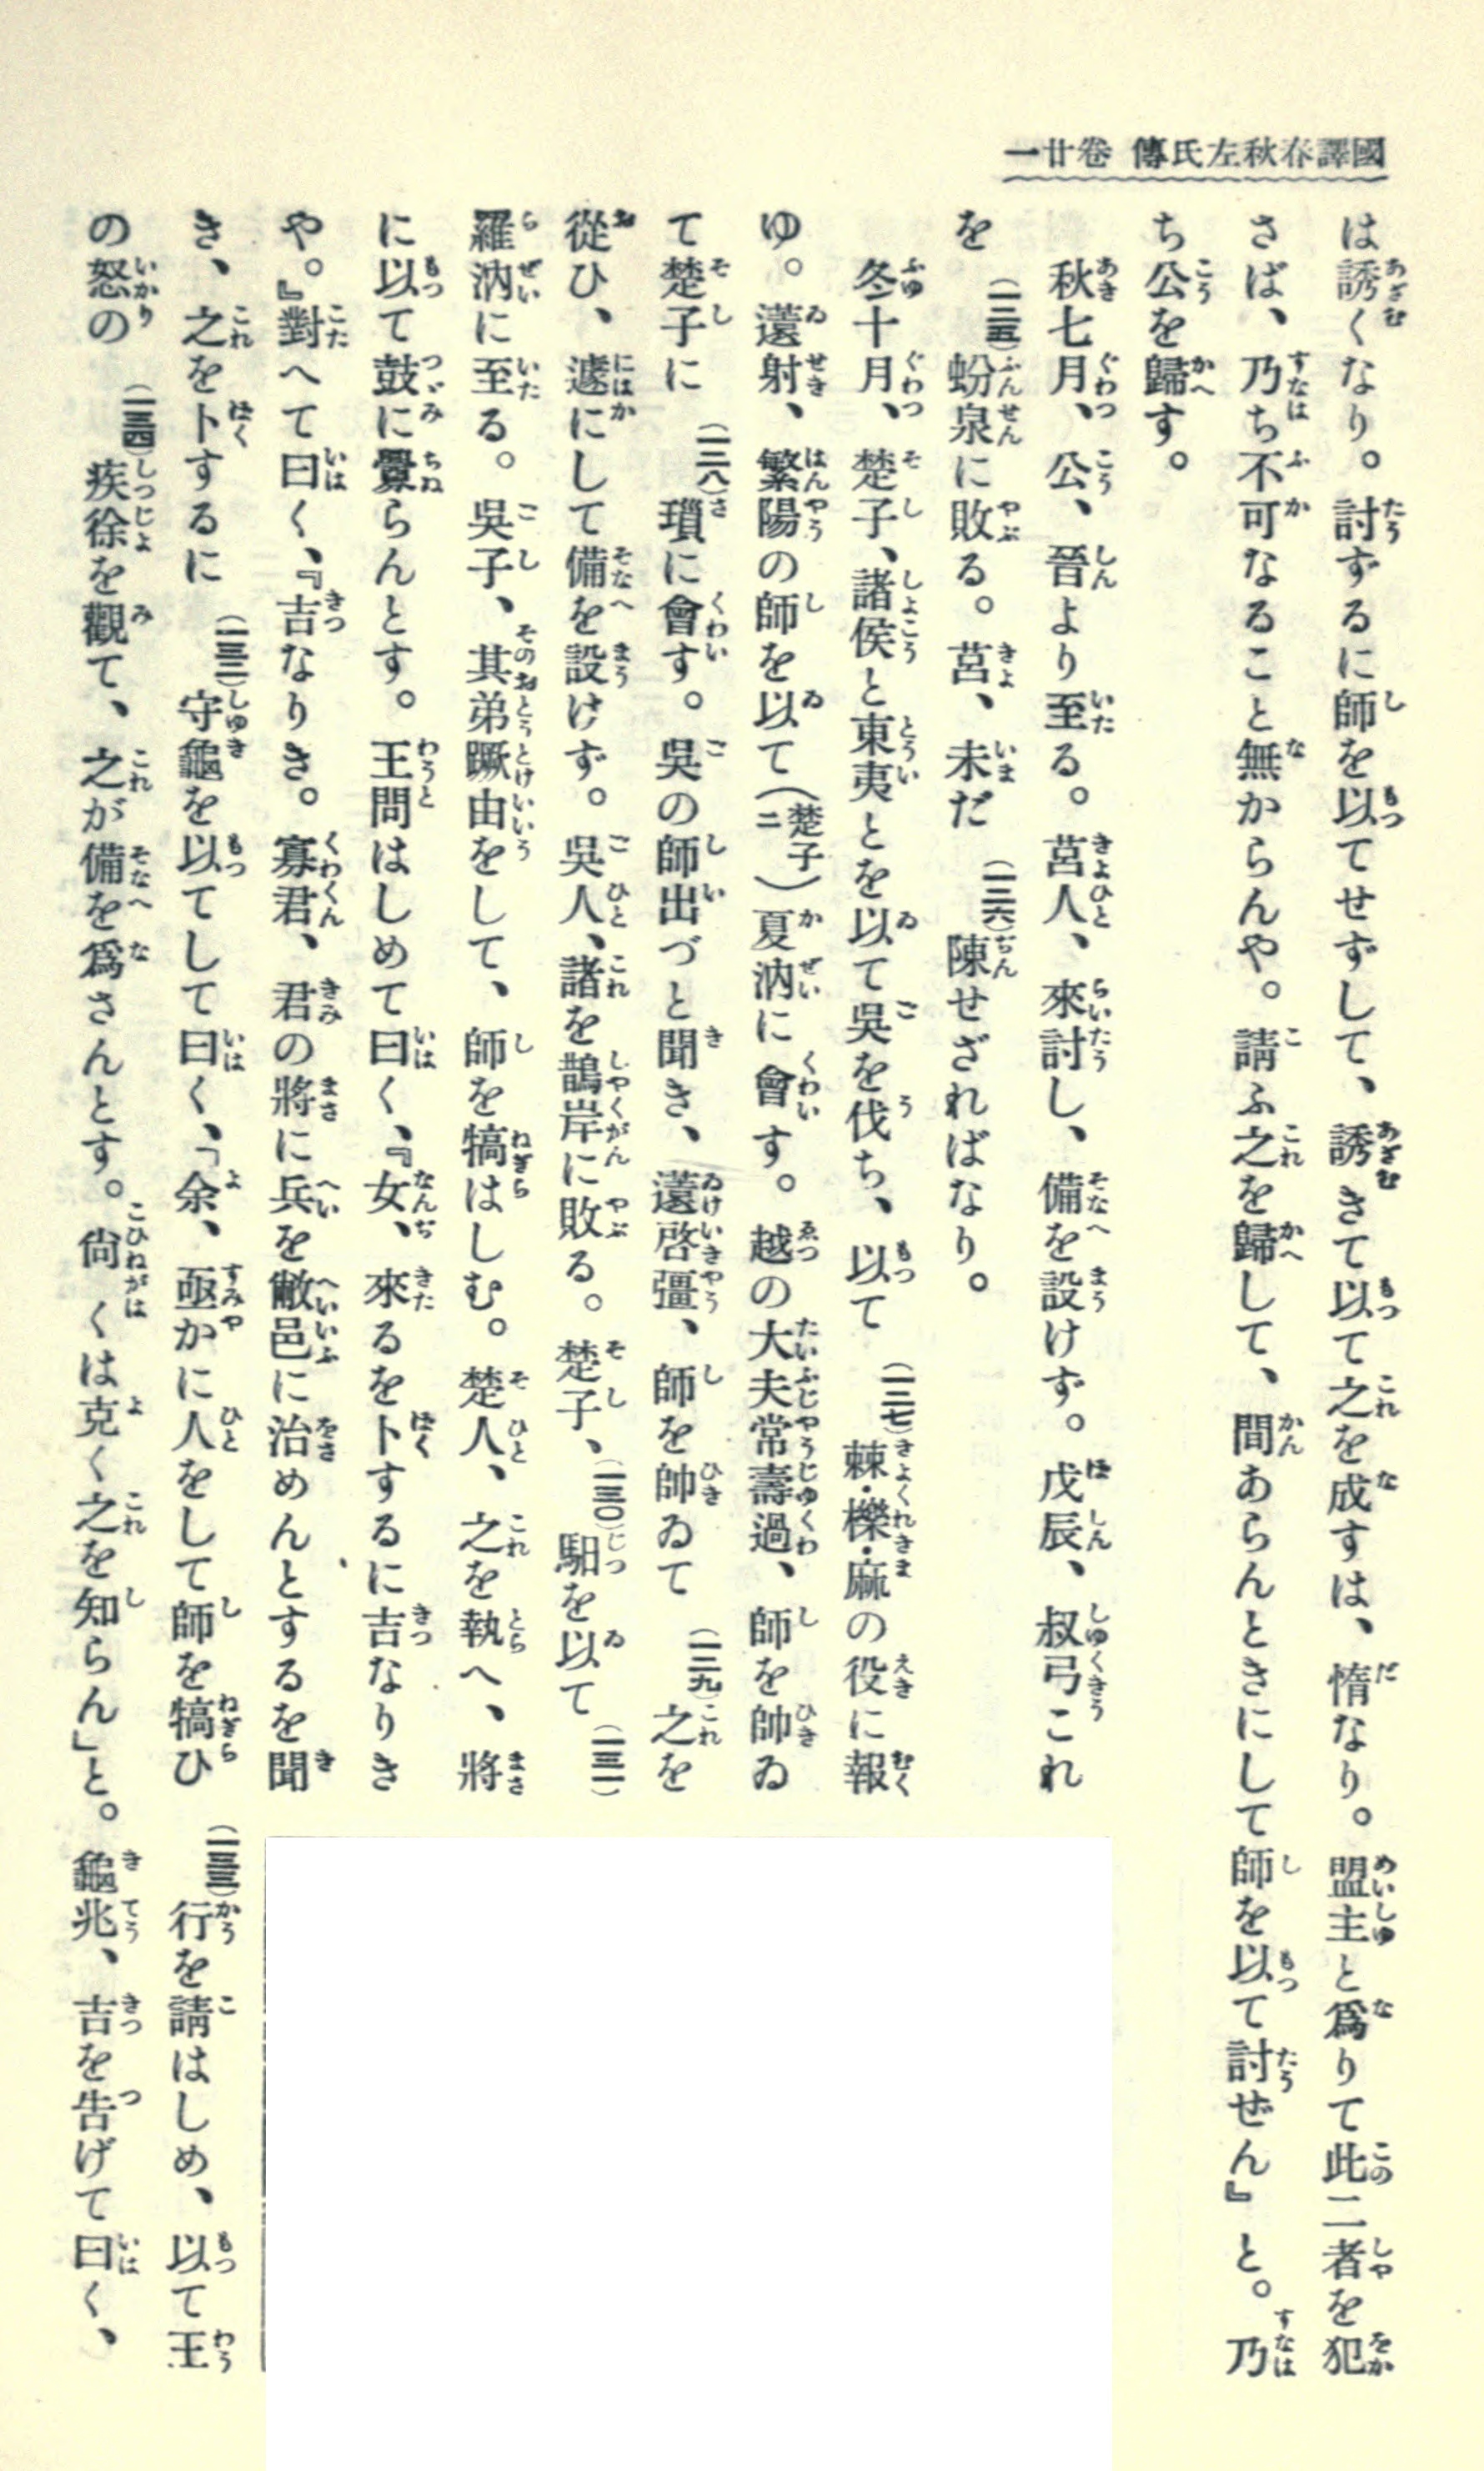 國譯春秋左氏傳 卷廿一
は誘くなり。討ずるに師を以てせずして、誘きて以て之を成すは、惰なり。盟主と爲りて此二者を犯
さば、乃ち不可なること無からんや。請ふ之を歸して、間あらんときにして師を以て討ぜん』と。乃
ち公を歸す。
秋七月、公、晉より至る。莒人、來討し、備を設けず。戊辰、叔弓これ
を(一二五)蚡泉に敗る。莒、未だ(一二六)陳せざればなり。
冬十月、楚子、諸侯と東夷とを以て吳を伐ち、以て(一二七)棘・櫟・麻の役に報
ゆ。薳射、繁陽の師を以て(楚子ニ)夏汭に會す。越の大夫常壽過、師を帥ゐ
て楚子に(一二八)瑣に會す。吳の師出づと聞き、薳啓彊、師を帥ゐて(一二九)之を
從ひ、遽にして備を設けず。吳人、諸を鵲岸に敗る。楚子、(一三〇)馹を以て(一三一)
羅汭に至る。吳子、其弟蹶由をして、師を犒はしむ。楚人、之を執へ、將
に以て鼓に釁らんとす。王問はしめて曰く、『女、來るを卜するに吉なりき
や。』對へて曰く、『吉なりき。寡君、君の將に兵を敝邑に治めんとするを聞
き、之を卜するに(一三二)守龜を以てして曰く、「余、亟かに人をして師を犒ひ(一三三)行を請はしめ、以て王
の怒の(一三四)疾徐を觀て、之が備を爲さんとす。尙くは克く之を知らん」と。龜兆、吉を告げて曰く、